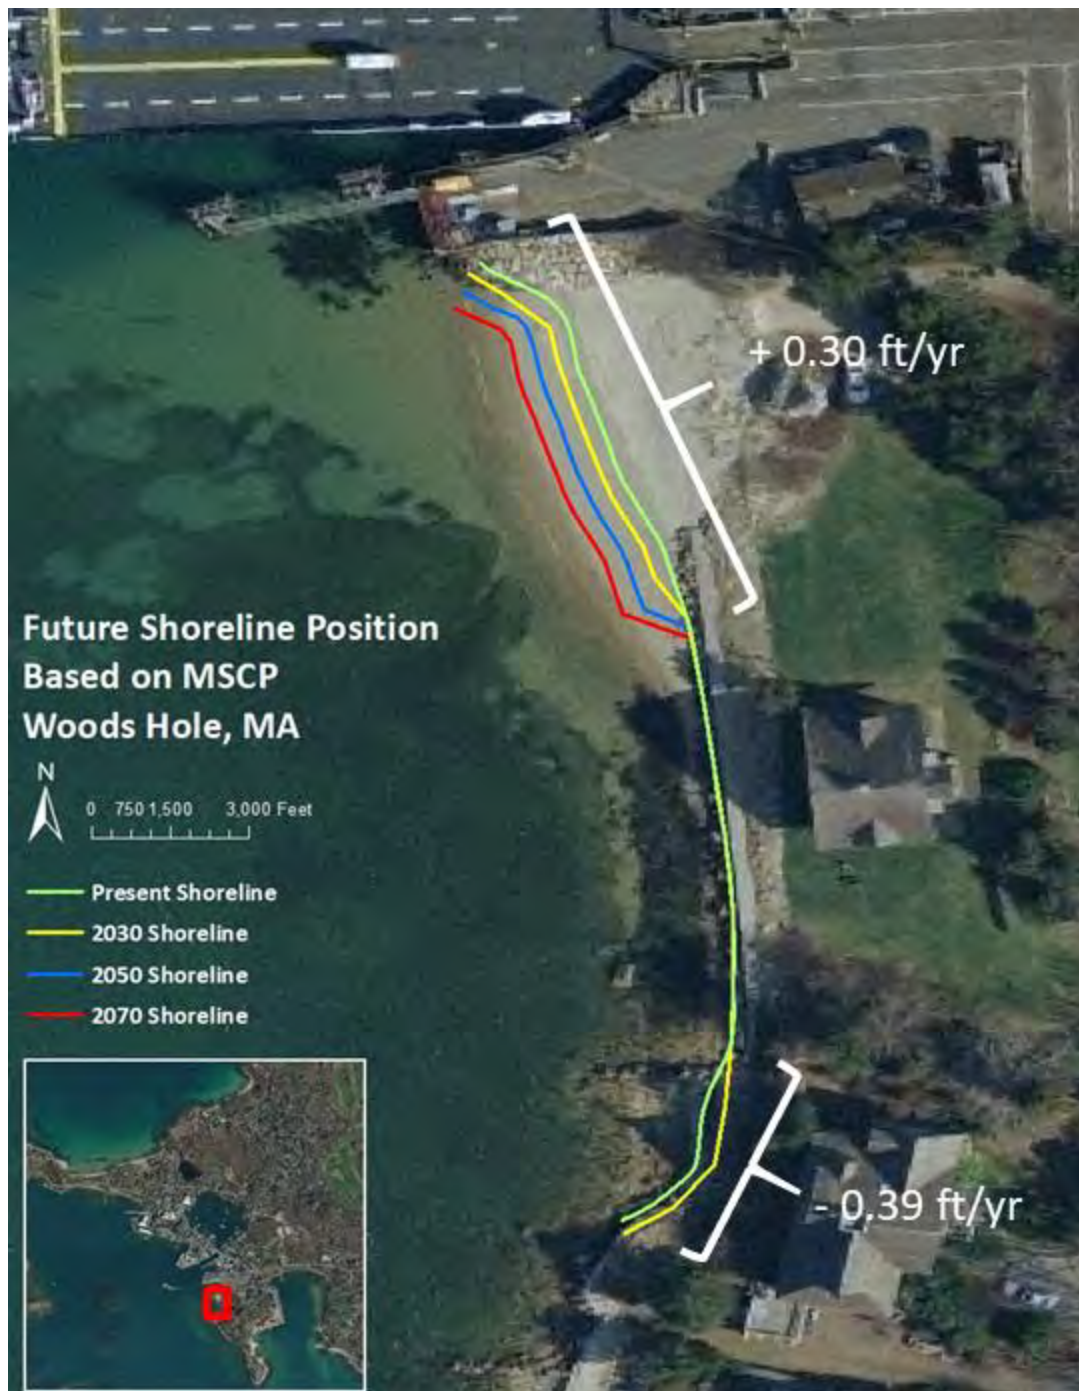 + 0.30 ft/yr
Future Shoreline Position
Based on MSCP
Woods Hole, MA
N
0 750 1,500 3,000 Feet
Present Shoreline
2030 Shoreline
2050 Shoreline
2070 Shoreline
- 0.39 ft/yr